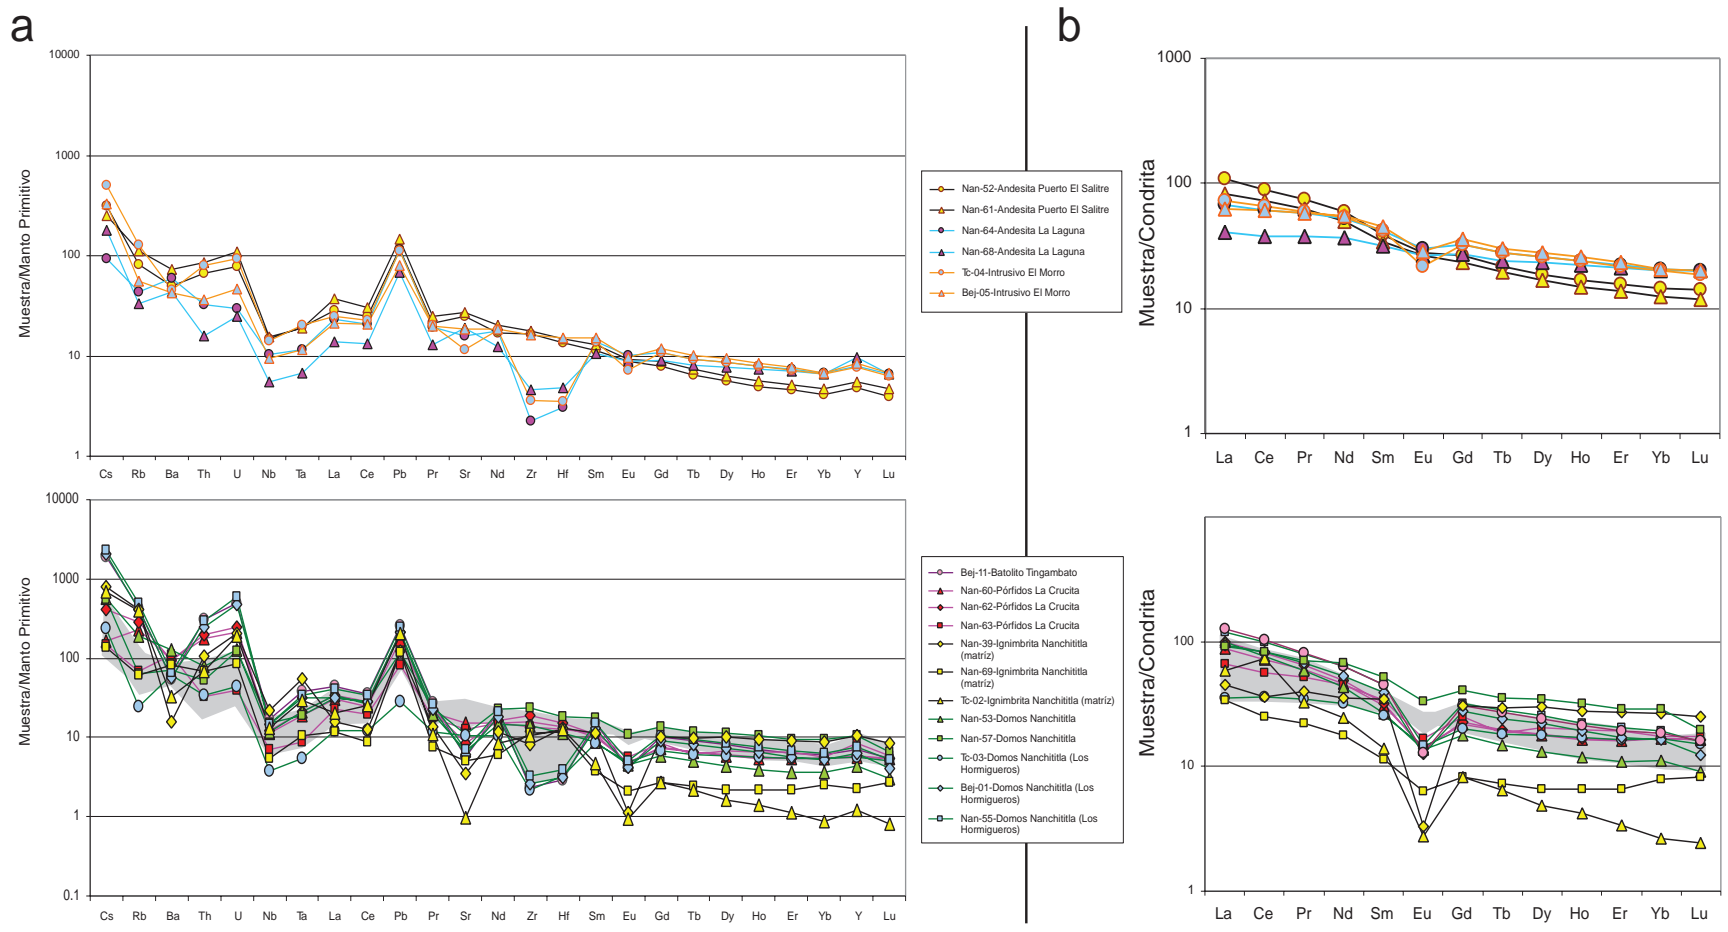 a
b
Muestra/Manto Primitivo
10000
1000
100
10
1
Cs Rb Ba Th U Nb Ta La Ce Pb Pr Sr Nd Zr Hf Sm Eu Gd Tb Dy Ho Er Yb Y Lu
Nan-52-Andesita Puerto El Salitre
Nan-61-Andesita Puerto El Salitre
Nan-64-Andesita La Laguna
Nan-68-Andesita La Laguna
Tc-04-Intrusivo El Morro
Bej-05-Intrusivo El Morro
Muestra/Condrita
1000
100
10
1
La Ce Pr Nd Sm Eu Gd Tb Dy Ho Er Yb Lu
Muestra/Manto Primitivo
10000
1000
100
10
1
0.1
Cs Rb Ba Th U Nb Ta La Ce Pb Pr Sr Nd Zr Hf Sm Eu Gd Tb Dy Ho Er Yb Y Lu
Bej-11-Batolito Tingambato
Nan-60-Pórfidos La Crucita
Nan-62-Pórfidos La Crucita
Nan-63-Pórfidos La Crucita
Nan-39-Ignimbrita Nanchititla
(matríz)
Nan-69-Ignimbrita Nanchititla
(matríz)
Tc-02-Ignimbrita Nanchititla (matríz)
Nan-53-Domos Nanchititla
Nan-57-Domos Nanchititla
Tc-03-Domos Nanchititla (Los
Hormigueros)
Bej-01-Domos Nanchititla (Los
Hormigueros)
Nan-55-Domos Nanchititla (Los
Hormigueros)
Muestra/Condrita
100
10
1
La Ce Pr Nd Sm Eu Gd Tb Dy Ho Er Yb Lu